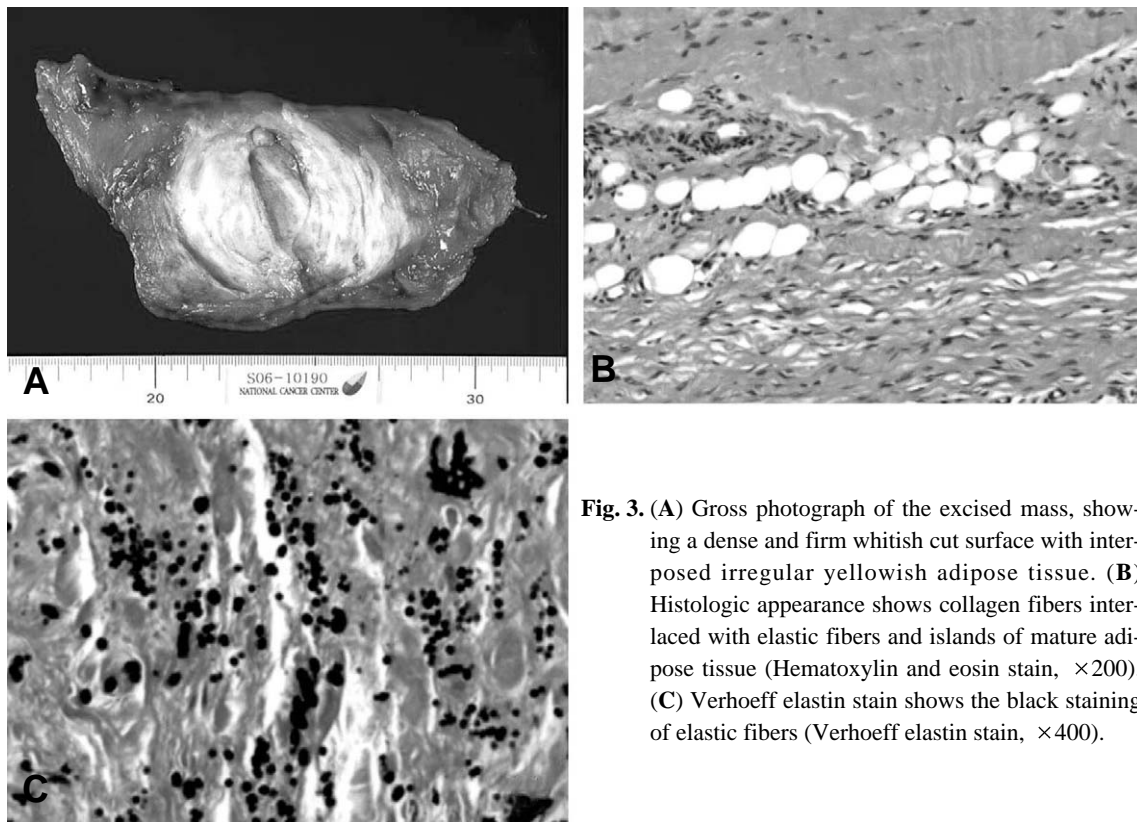 A
S06-10190
NATIONAL CANCER CENTER
20
30
B
C
Fig. 3. (A) Gross photograph of the excised mass, show-
ing a dense and firm whitish cut surface with inter-
posed irregular yellowish adipose tissue. (B)
Histologic appearance shows collagen fibers inter-
laced with elastic fibers and islands of mature adi-
pose tissue (Hematoxylin and eosin stain, ×200).
(C) Verhoeff elastin stain shows the black staining
of elastic fibers (Verhoeff elastin stain, ×400).